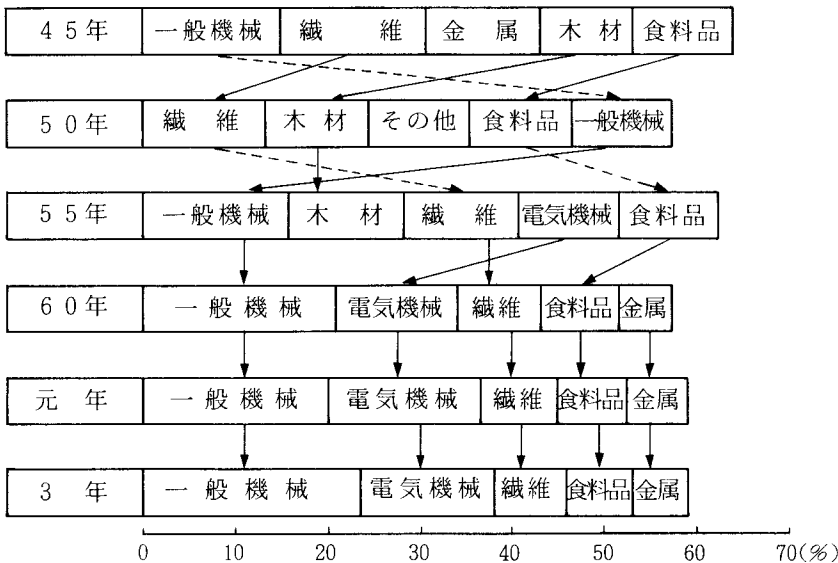 45年 一般機械 繊維 金属 木材 食料品
50年 繊維 木材 その他 食料品 一般機械
55年 一般機械 木材 繊維 電気機械 食料品
60年 一般機械 電気機械 繊維 食料品 金属
元年 一般機械 電気機械 繊維 食料品 金属
3年 一般機械 電気機械 繊維 食料品 金属
0 10 20 30 40 50 60 70(%)